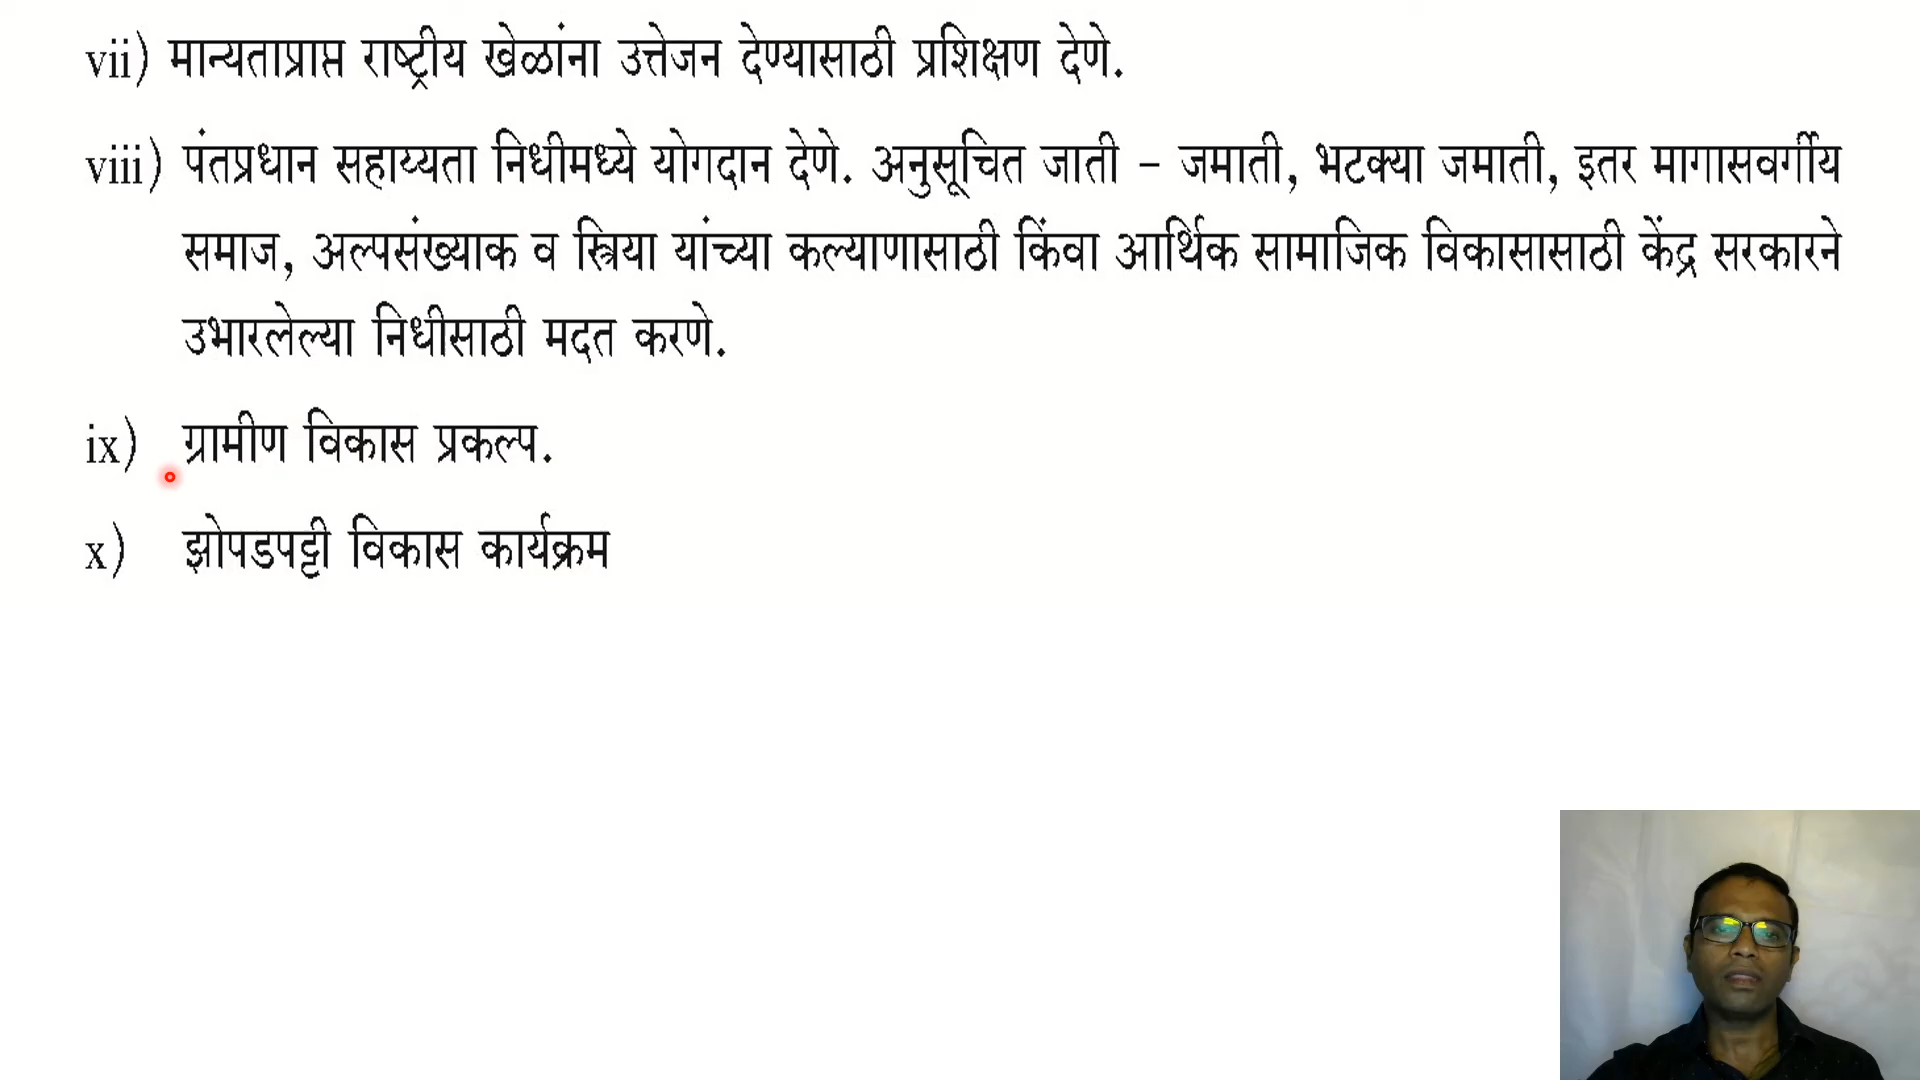 vii) मान्यताप्राप्त राष्ट्रीय खेळांना उत्तेजन देण्यासाठी प्रशिक्षण देणे.
viii) पंतप्रधान सहाय्यता निधीमध्ये योगदान देणे. अनुसूचित जाती – जमाती, भटक्या जमाती, इतर मागासवर्गीय
समाज, अल्पसंख्याक व स्त्रिया यांच्या कल्याणासाठी किंवा आर्थिक सामाजिक विकासासाठी केंद्र सरकारने
उभारलेल्या निधीसाठी मदत करणे.
ix) ग्रामीण विकास प्रकल्प.
x) झोपडपट्टी विकास कार्यक्रम